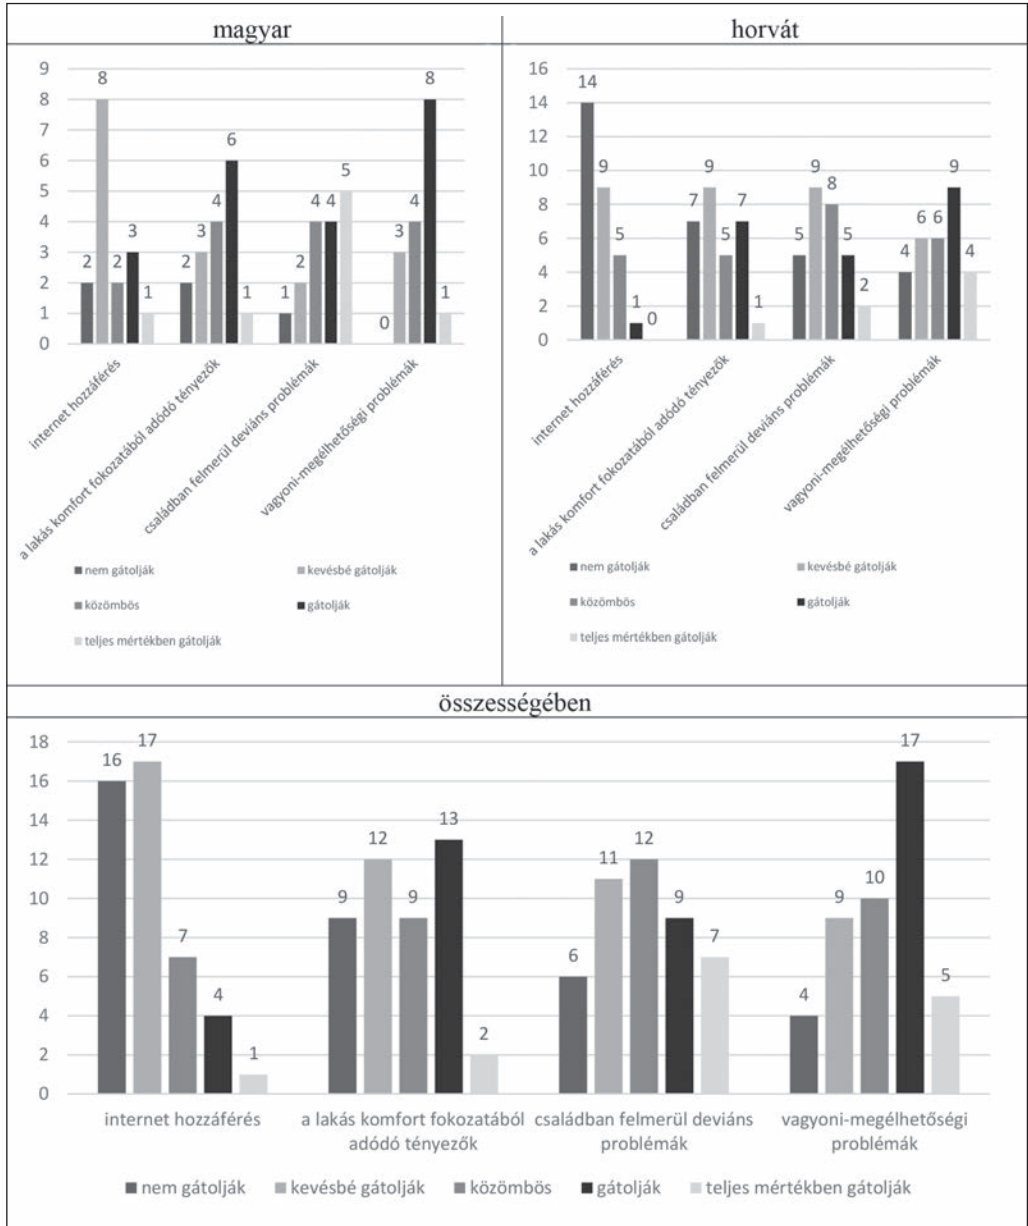 magyar
9
8
7
6
5
4
3
2
1
0
2
8
2
3
1
2
3
4
6
1
1
2
4
4
5
0
3
4
8
1
internet hozzáférés
a lakás komfort fokozatából adódó tényezők
családban felmerül deviáns problémák
vagyoni-megélhetőségi problémák
nem gátolják
kevésbé gátolják
közömbös
gátolják
teljes mértékben gátolják
horvát
16
14
12
10
8
6
4
2
0
14
9
5
1
0
7
9
5
7
1
5
9
8
5
2
4
6
6
9
4
internet hozzáférés
a lakás komfort fokozatából adódó tényezők
családban felmerül deviáns problémák
vagyoni-megélhetőségi problémák
nem gátolják
kevésbé gátolják
közömbös
gátolják
teljes mértékben gátolják
összességében
18
16
14
12
10
8
6
4
2
0
16
17
7
4
1
9
12
9
13
2
6
11
12
9
7
4
9
10
17
5
internet hozzáférés
a lakás komfort fokozatából
adódó tényezők
családban felmerül deviáns
problémák
vagyoni-megélhetőségi
problémák
nem gátolják
kevésbé gátolják
közömbös
gátolják
teljes mértékben gátolják